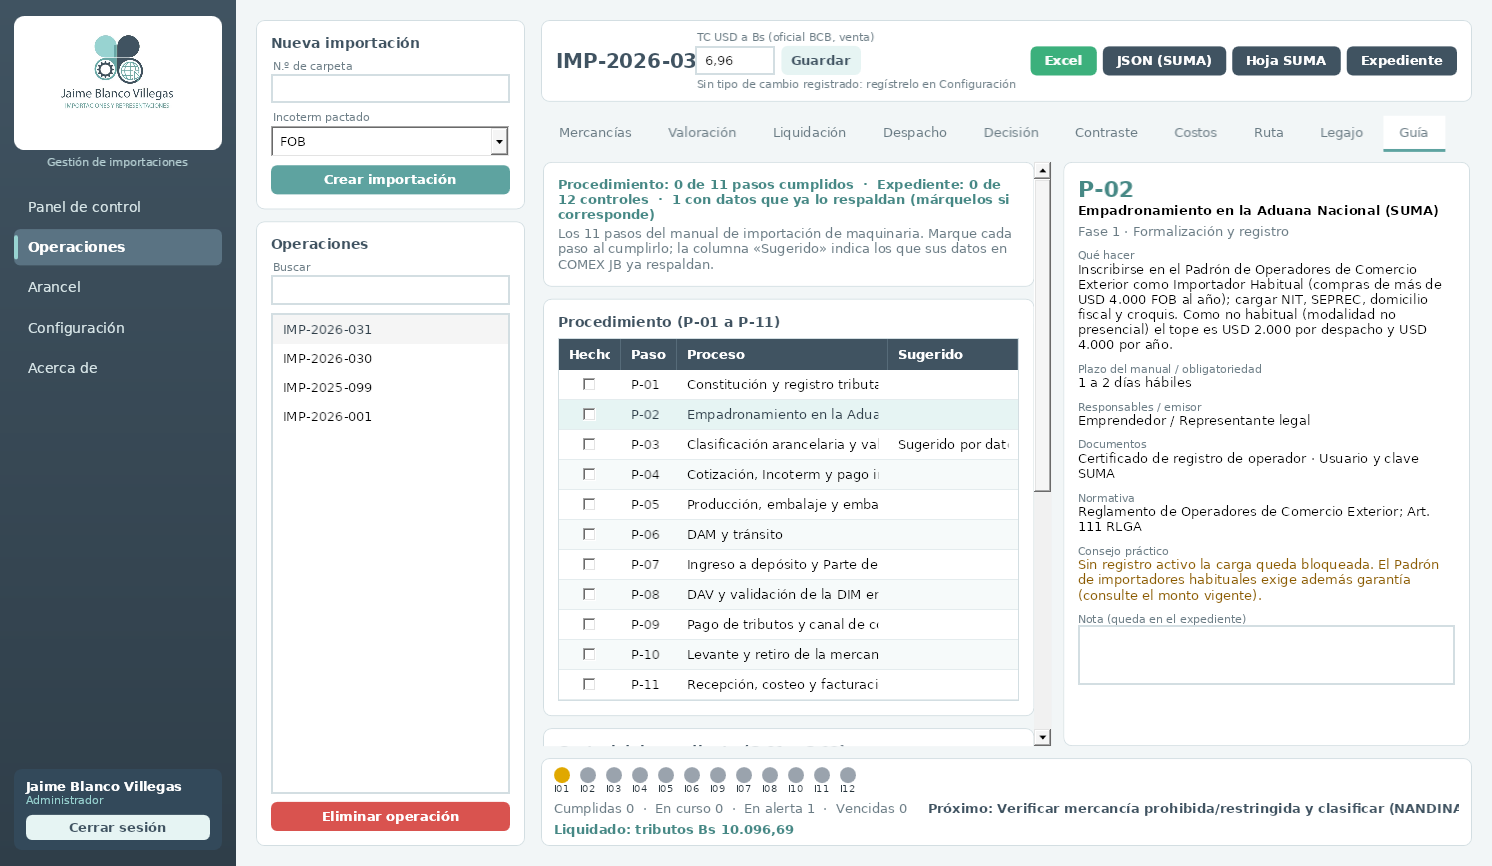 Jaime Blanco Villegas
IMPORTACIONES Y REPRESENTACIONES
Gestión de importaciones
Panel de control
Operaciones
Arancel
Configuración
Acerca de
Jaime Blanco Villegas
Administrador
Cerrar sesión
Nueva importación
N.º de carpeta
Incoterm pactado
FOB
Crear importación
Operaciones
Buscar
IMP-2026-031
IMP-2026-030
IMP-2025-099
IMP-2026-001
Eliminar operación
IMP-2026-03
TC USD a Bs (oficial BCB, venta)
6,96
Guardar
Sin tipo de cambio registrado: regístrelo en Configuración
Excel
JSON (SUMA)
Hoja SUMA
Expediente
Mercancías
Valoración
Liquidación
Despacho
Decisión
Contraste
Costos
Ruta
Legajo
Guía
Procedimiento: 0 de 11 pasos cumplidos · Expediente: 0 de
12 controles · 1 con datos que ya lo respaldan (márquelos si
corresponde)
Los 11 pasos del manual de importación de maquinaria. Marque cada
paso al cumplirlo; la columna «Sugerido» indica los que sus datos en
COMEX JB ya respaldan.
Procedimiento (P-01 a P-11)
Hecho Paso Proceso Sugerido
P-01 Constitución y registro tributa
P-02 Empadronamiento en la Adua
P-03 Clasificación arancelaria y val Sugerido por dato
P-04 Cotización, Incoterm y pago i
P-05 Producción, embalaje y emba
P-06 DAM y tránsito
P-07 Ingreso a depósito y Parte de
P-08 DAV y validación de la DIM en
P-09 Pago de tributos y canal de co
P-10 Levante y retiro de la mercan
P-11 Recepción, costeo y facturaci
P-02
Empadronamiento en la Aduana Nacional (SUMA)
Fase 1 · Formalización y registro
Qué hacer
Inscribirse en el Padrón de Operadores de Comercio
Exterior como Importador Habitual (compras de más de
USD 4.000 FOB al año); cargar NIT, SEPREC, domicilio
fiscal y croquis. Como no habitual (modalidad no
presencial) el tope es USD 2.000 por despacho y USD
4.000 por año.
Plazo del manual / obligatoriedad
1 a 2 días hábiles
Responsables / emisor
Emprendedor / Representante legal
Documentos
Certificado de registro de operador · Usuario y clave
SUMA
Normativa
Reglamento de Operadores de Comercio Exterior; Art.
111 RLGA
Consejo práctico
Sin registro activo la carga queda bloqueada. El Padrón
de importadores habituales exige además garantía
(consulte el monto vigente).
Nota (queda en el expediente)
I01 I02 I03 I04 I05 I06 I09 I07 I08 I10 I11 I12
Cumplidas 0 · En curso 0 · En alerta 1 · Vencidas 0
Próximo: Verificar mercancía prohibida/restringida y clasificar (NANDINA
Liquidado: tributos Bs 10.096,69